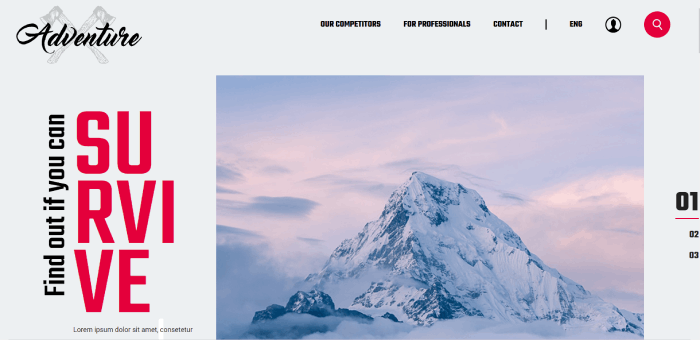 Adventure
OUR COMPETITORS
FOR PROFESSIONALS
CONTACT
|
ENG
Find out if you can
SU
RVI
VE
Lorem ipsum dolor sit amet, consetetur
01
02
03